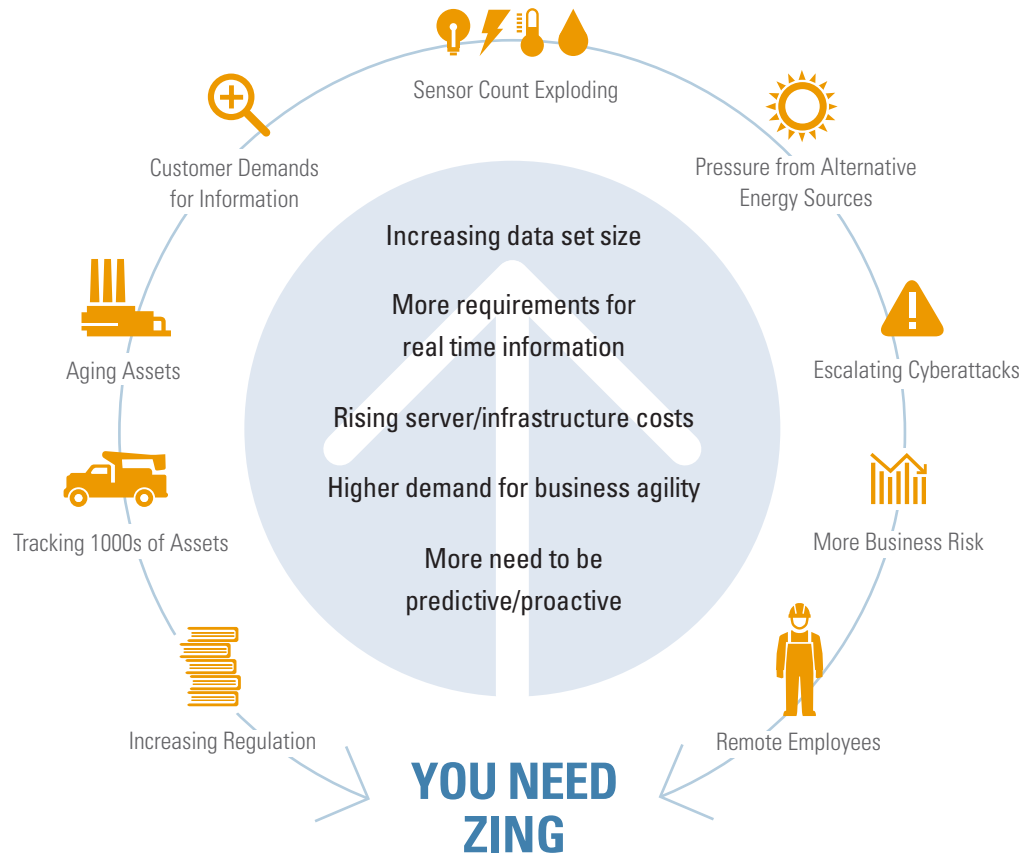 Sensor Count Exploding
Customer Demands
for Information
Pressure from Alternative
Energy Sources
Increasing data set size
More requirements for
real time information
Aging Assets
Escalating Cyberattacks
Rising server/infrastructure costs
Higher demand for business agility
Tracking 1000s of Assets
More Business Risk
More need to be
predictive/proactive
Increasing Regulation
Remote Employees
YOU NEED
ZING